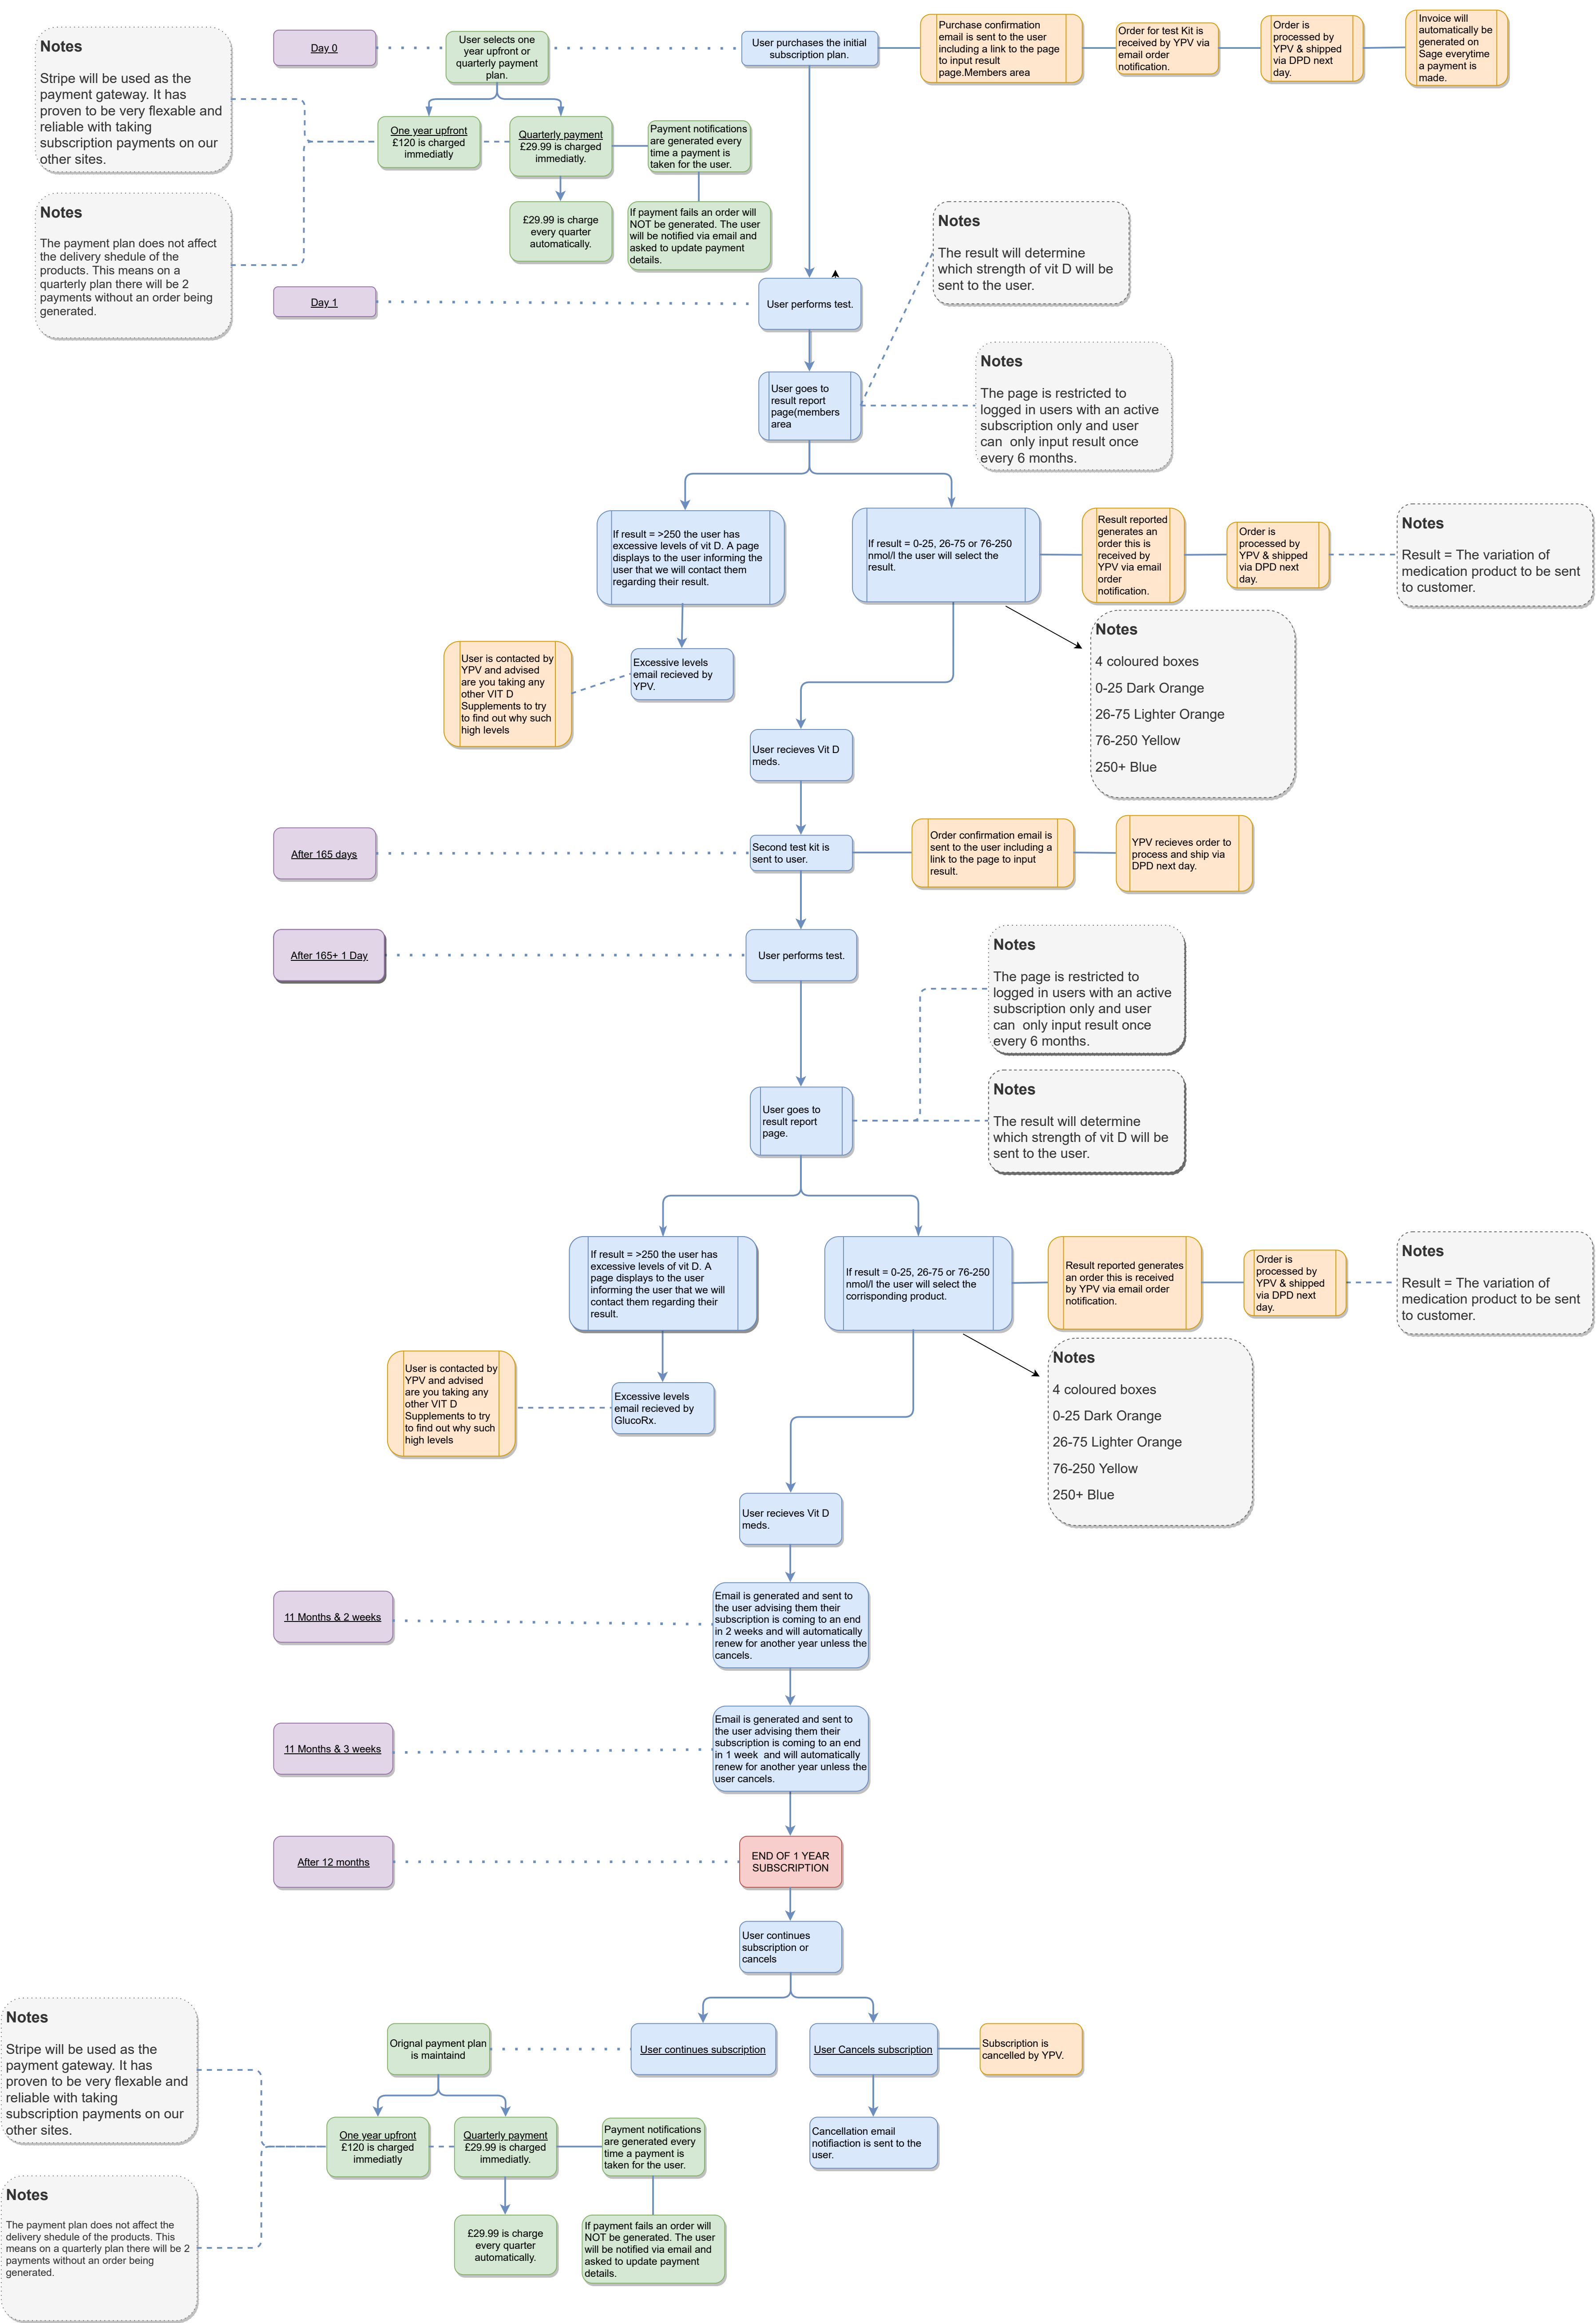 Notes
Stripe will be used as the
payment gateway. It has
proven to be very flexable and
reliable with taking
subscription payments on our
other sites.
Day 0
User selects one
year upfront or
quarterly payment
plan.
User purchases the initial
subscription plan.
Purchase confirmation
email is sent to the user
including a link to the page
to input result
page.Members area
Order for test Kit is
received by YPV via
email order
notification.
Order is
processed by
YPV & shipped
via DPD next
day.
Invoice will
automatically be
generated on
Sage everytime
a payment is
made.
One year upfront
£120 is charged
immediatly
Quarterly payment
£29.99 is charged
immediatly.
Payment notifications
are generated every
time a payment is
taken for the user.
Notes
The payment plan does not affect
the delivery shedule of the
products. This means on a
quarterly plan there will be 2
payments without an order being
generated.
£29.99 is charge
every quarter
automatically.
If payment fails an order will
NOT be generated. The user
will be notified via email and
asked to update payment
details.
Notes
The result will determine
which strength of vit D will be
sent to the user.
Day 1
User performs test.
User goes to
result report
page(members
area
Notes
The page is restricted to
logged in users with an active
subscription only and user
can  only input result once
every 6 months.
If result = >250 the user has
excessive levels of vit D. A page
displays to the user informing the
user that we will contact them
regarding their result.
If result = 0-25, 26-75 or 76-250
nmol/l the user will select the
result.
Result reported
generates an
order this is
received by
YPV via email
order
notification.
Order is
processed by
YPV & shipped
via DPD next
day.
Notes
Result = The variation of
medication product to be sent
to customer.
Notes
4 coloured boxes
0-25 Dark Orange
26-75 Lighter Orange
76-250 Yellow
250+ Blue
User is contacted by
YPV and advised
are you taking any
other VIT D
Supplements to try
to find out why such
high levels
Excessive levels
email recieved by
YPV.
User recieves Vit D
meds.
After 165 days
Second test kit is
sent to user.
Order confirmation email is
sent to the user including a
link to the page to input
result.
YPV recieves order to
process and ship via
DPD next day.
After 165+ 1 Day
User performs test.
Notes
The page is restricted to
logged in users with an active
subscription only and user
can  only input result once
every 6 months.
User goes to
result report
page.
Notes
The result will determine
which strength of vit D will be
sent to the user.
If result = >250 the user has
excessive levels of vit D. A
page displays to the user
informing the user that we will
contact them regarding their
result.
If result = 0-25, 26-75 or 76-250
nmol/l the user will select the
corrisponding product.
Result reported generates
an order this is received
by YPV via email order
notification.
Order is
processed by
YPV & shipped
via DPD next
day.
Notes
Result = The variation of
medication product to be sent
to customer.
Notes
4 coloured boxes
0-25 Dark Orange
26-75 Lighter Orange
76-250 Yellow
250+ Blue
User is contacted by
YPV and advised
are you taking any
other VIT D
Supplements to try
to find out why such
high levels
Excessive levels
email recieved by
GlucoRx.
User recieves Vit D
meds.
11 Months & 2 weeks
Email is generated and sent to
the user advising them their
subscription is coming to an end
in 2 weeks and will automatically
renew for another year unless the
cancels.
11 Months & 3 weeks
Email is generated and sent to
the user advising them their
subscription is coming to an end
in 1 week  and will automatically
renew for another year unless the
user cancels.
After 12 months
END OF 1 YEAR
SUBSCRIPTION
User continues
subscription or
cancels
Notes
Stripe will be used as the
payment gateway. It has
proven to be very flexable and
reliable with taking
subscription payments on our
other sites.
Orignal payment plan
is maintaind
User continues subscription
User Cancels subscription
Subscription is
cancelled by YPV.
One year upfront
£120 is charged
immediatly
Quarterly payment
£29.99 is charged
immediatly.
Payment notifications
are generated every
time a payment is
taken for the user.
Cancellation email
notifiaction is sent to the
user.
Notes
The payment plan does not affect the
delivery shedule of the products. This
means on a quarterly plan there will be 2
payments without an order being
generated.
£29.99 is charge
every quarter
automatically.
If payment fails an order will
NOT be generated. The user
will be notified via email and
asked to update payment
details.